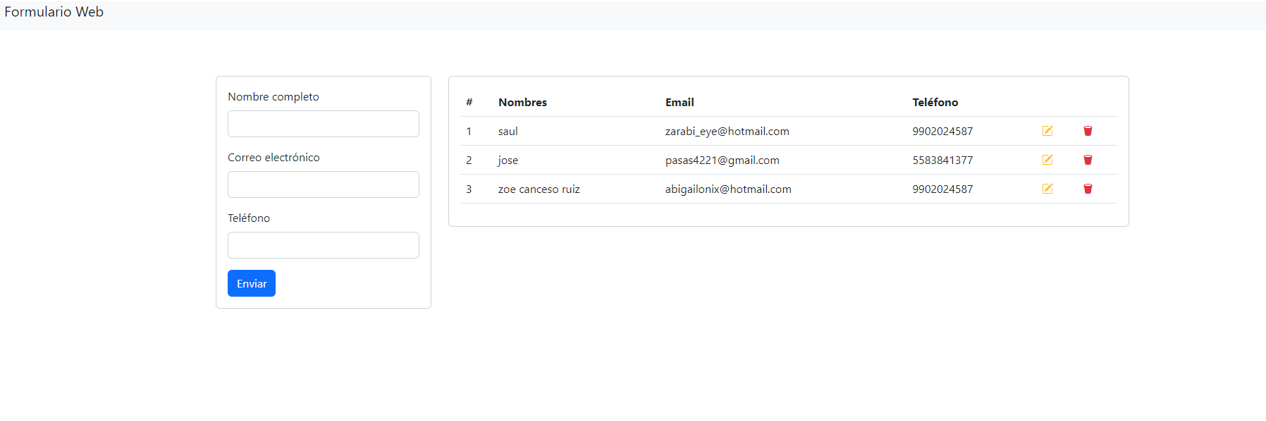 Formulario Web
Nombre completo
Correo electrónico
Teléfono
Enviar
# Nombres Email Teléfono
1 saul zarabi_eye@hotmail.com 9902024587
2 jose pasas4221@gmail.com 5583841377
3 zoe canceso ruiz abigailonix@hotmail.com 9902024587